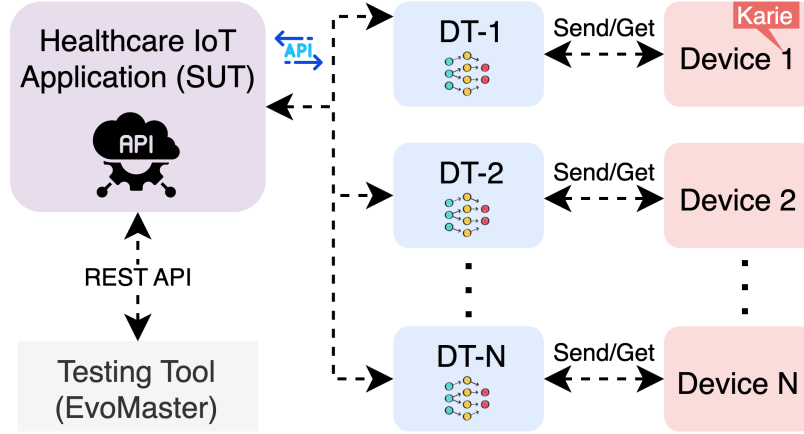 Healthcare IoT
Application (SUT)
API
API
REST API
Testing Tool
(EvoMaster)
DT-1
Send/Get
Karie
Device 1
DT-2
Send/Get
Device 2
DT-N
Send/Get
Device N